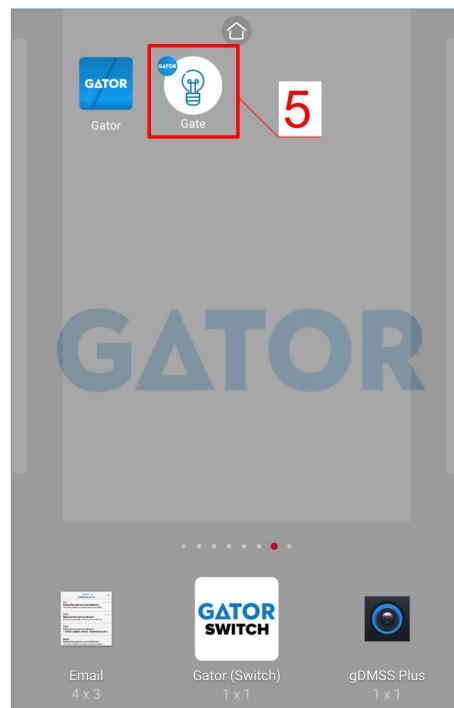 GATOR
GATOR
Gator
Gate
5
GATOR
GATOR
SWITCH
Email
Gator (Switch)
gDMSS Plus
4 x 3
1 x 1
1 x 1